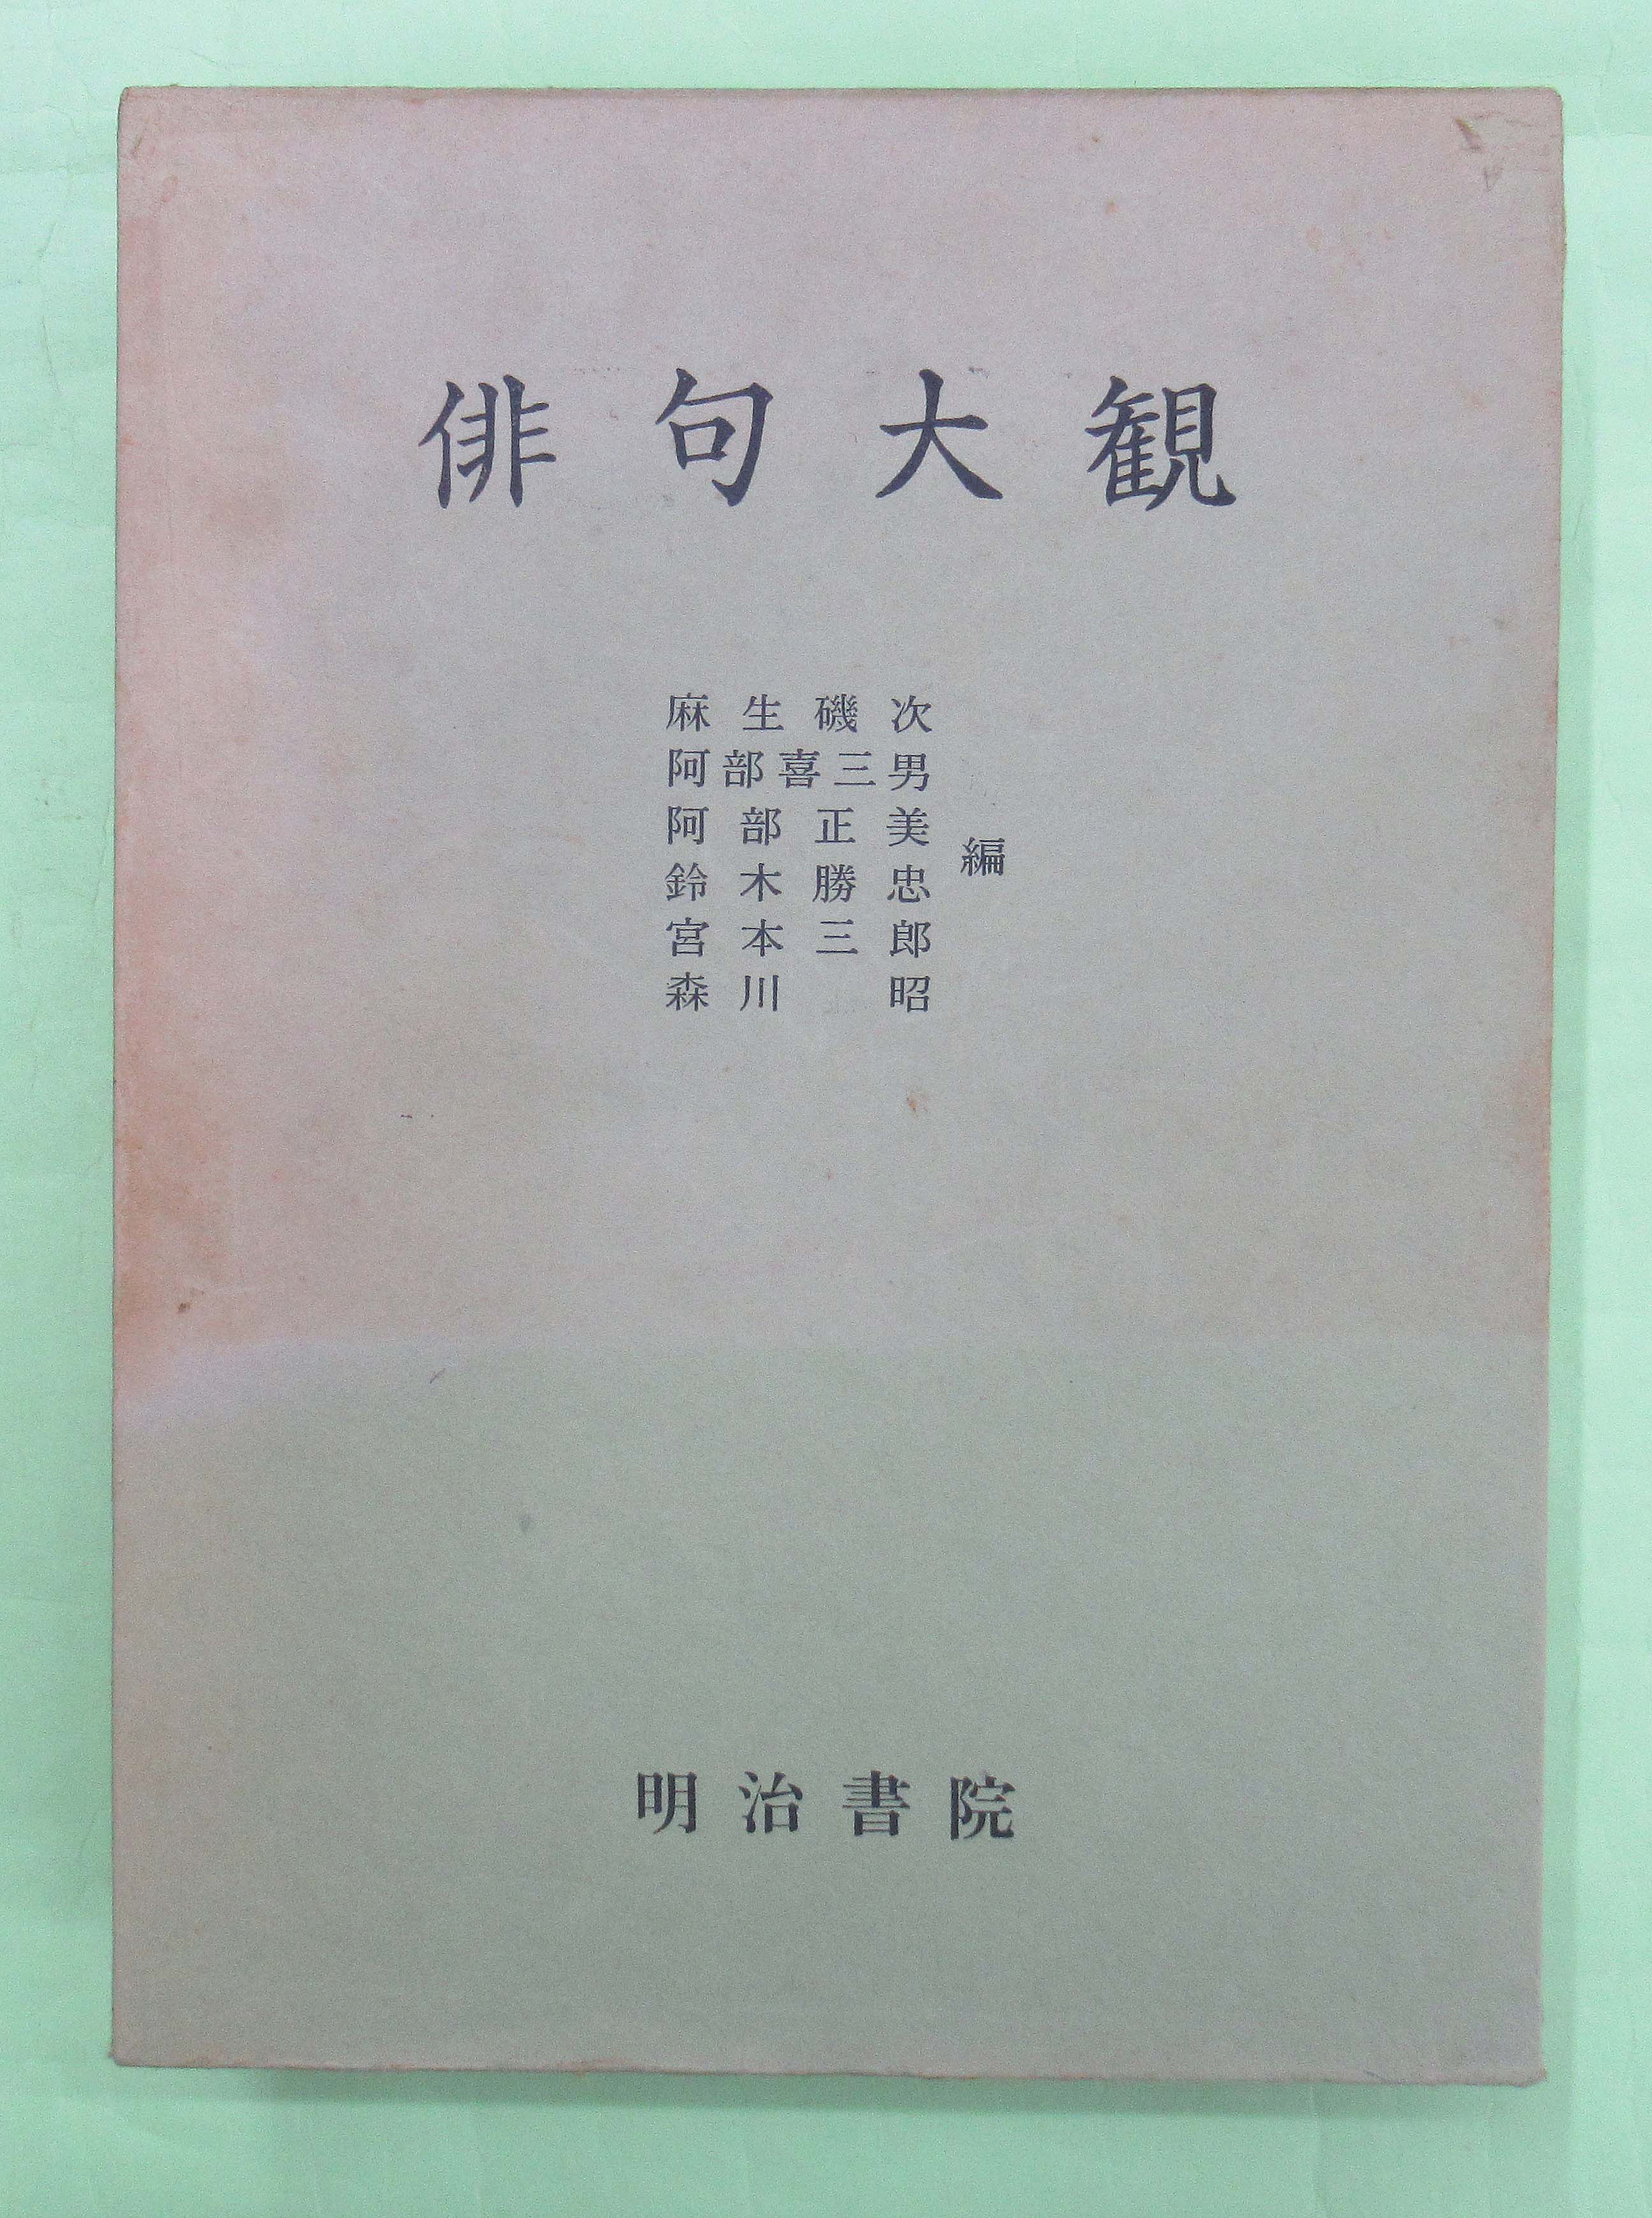 俳句大観
麻生磯次
阿部喜三男
阿部正美
鈴木勝忠
宮本三郎
森川昭
編
明治書院